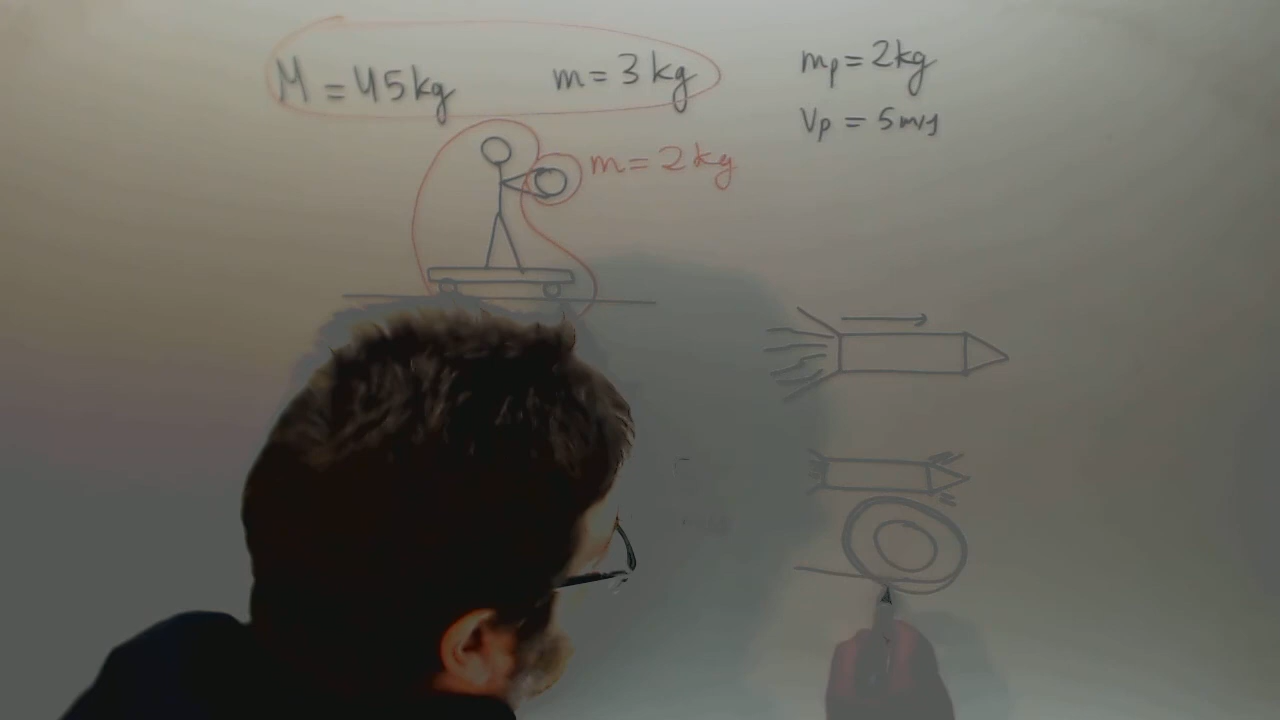 M = 45 kg
m = 3 kg
mp = 2 kg
Vp = 5 m/s
m = 2 kg